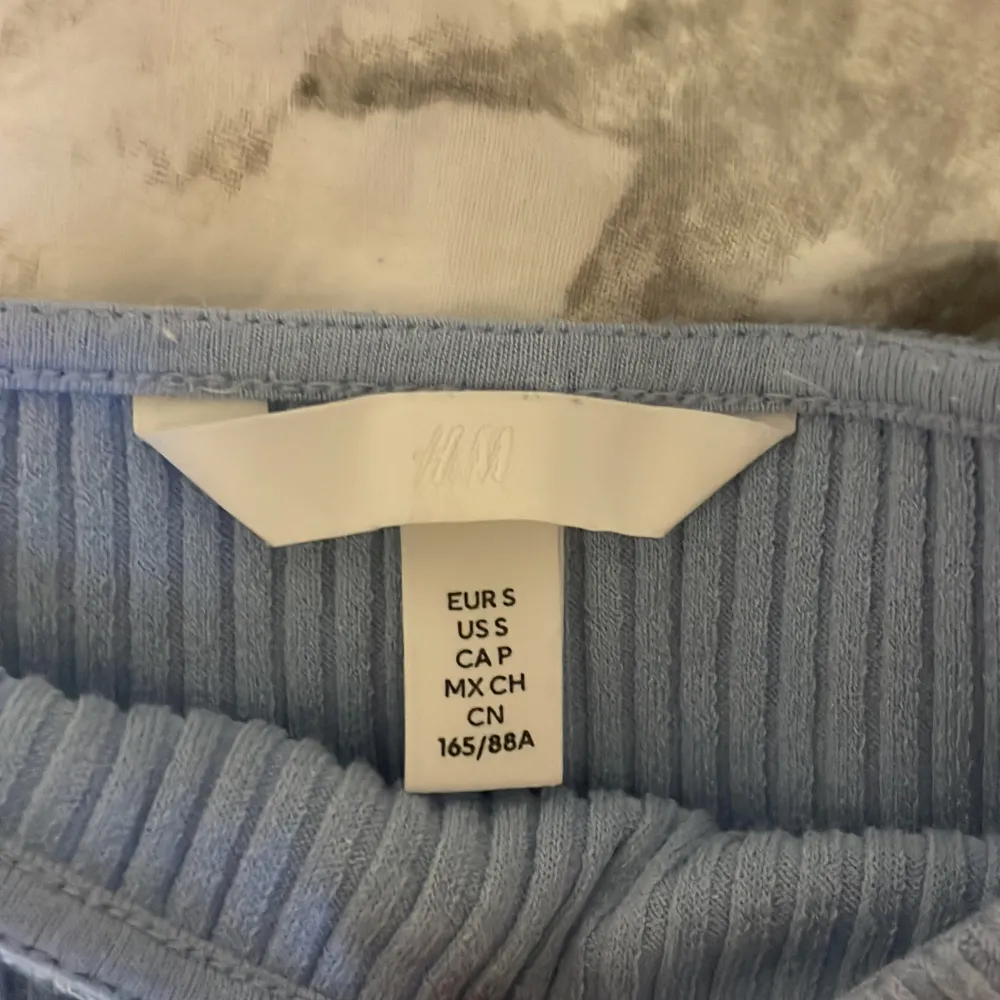 H&M
EUR S
US S
CA P
MX CH
CN
165/88A